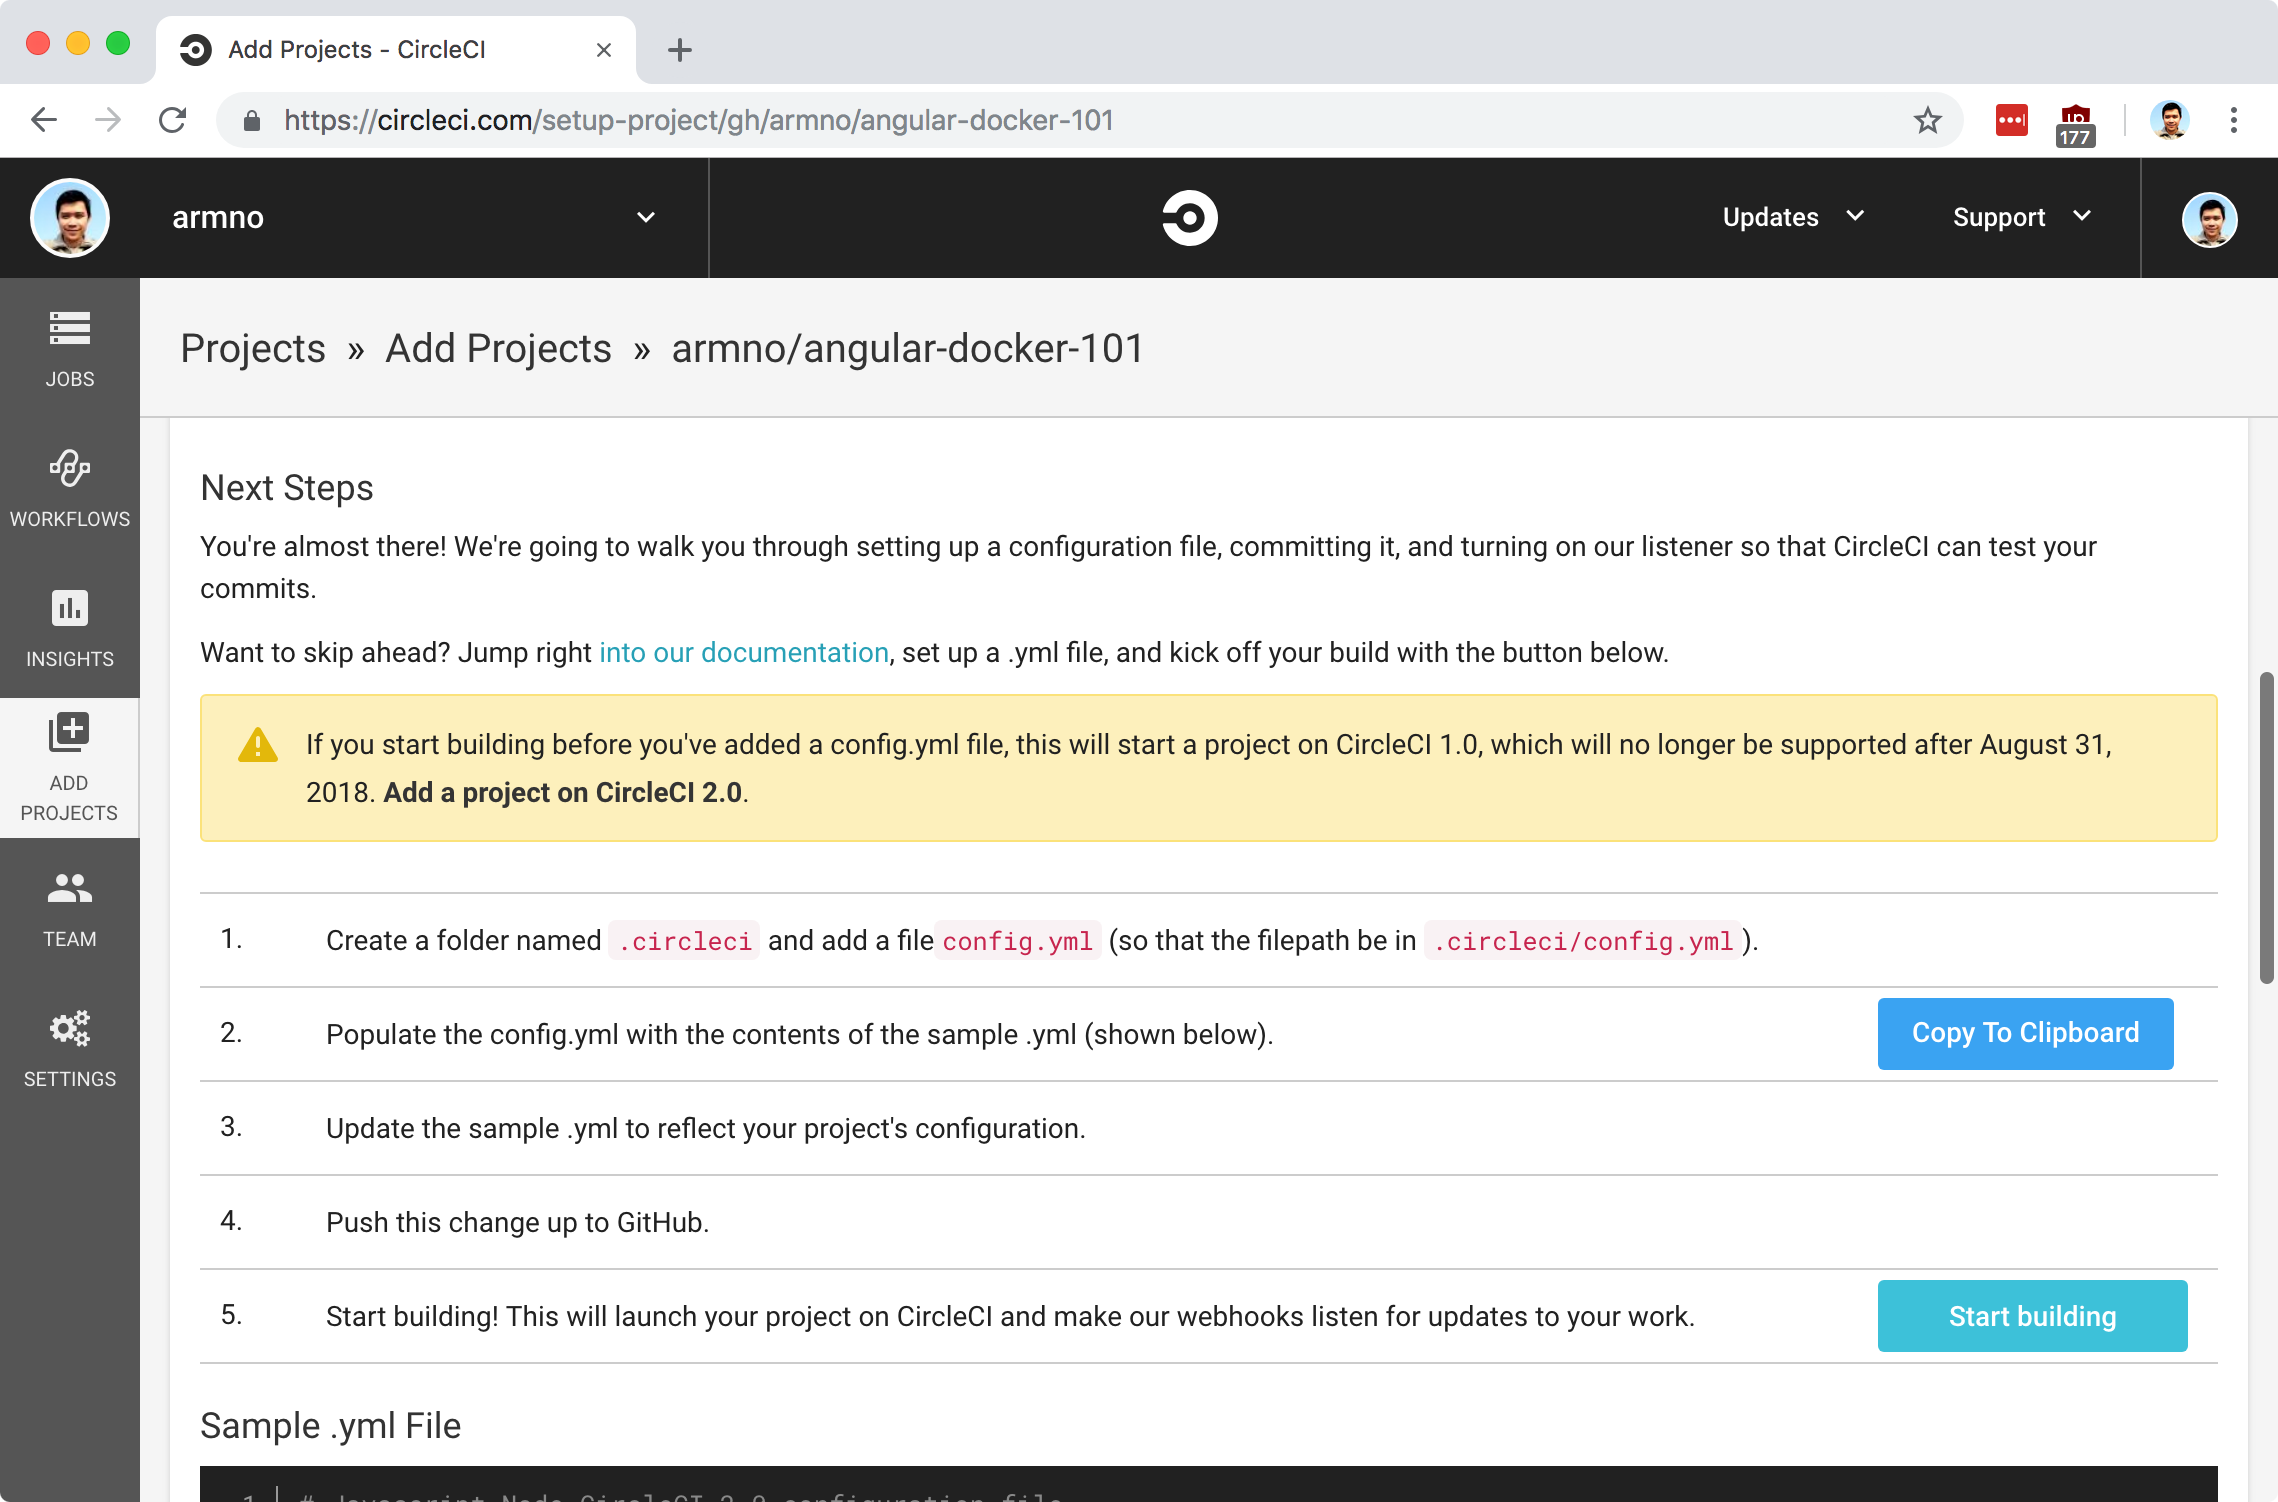 Add Projects - CircleCI
https://circleci.com/setup-project/gh/armno/angular-docker-101
177
armno
Updates
Support
JOBS
WORKFLOWS
INSIGHTS
ADD
PROJECTS
TEAM
SETTINGS
Projects » Add Projects » armno/angular-docker-101
Next Steps
You're almost there! We're going to walk you through setting up a configuration file, committing it, and turning on our listener so that CircleCI can test your
commits.
Want to skip ahead? Jump right into our documentation, set up a .yml file, and kick off your build with the button below.
If you start building before you've added a config.yml file, this will start a project on CircleCI 1.0, which will no longer be supported after August 31,
2018. Add a project on CircleCI 2.0.
1. Create a folder named .circleci and add a file config.yml (so that the filepath be in .circleci/config.yml ).
2. Populate the config.yml with the contents of the sample .yml (shown below).
Copy To Clipboard
3. Update the sample .yml to reflect your project's configuration.
4. Push this change up to GitHub.
5. Start building! This will launch your project on CircleCI and make our webhooks listen for updates to your work.
Start building
Sample .yml File
1 # Javascript Node CircleCI 2.0 configuration file